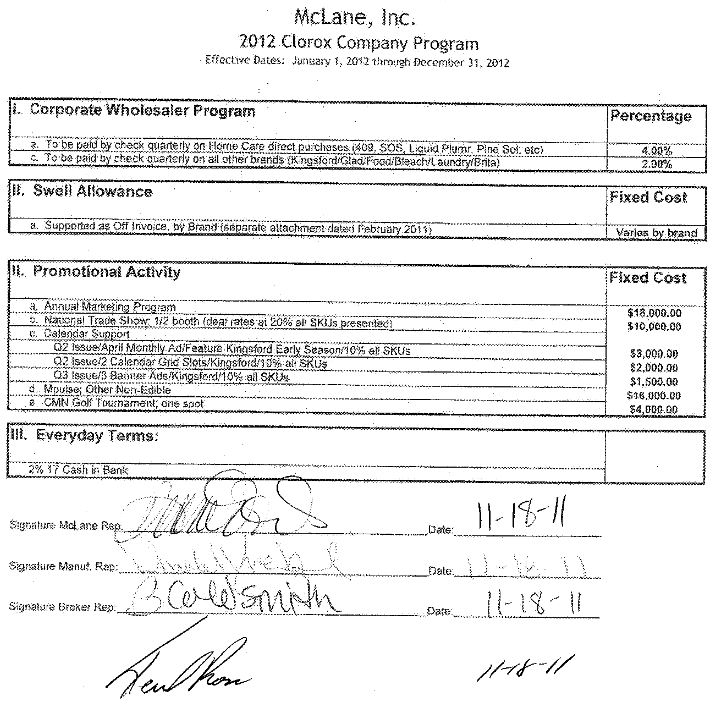 McLane, Inc.
2012 Clorox Company Program
Effective Dates: January 1, 2012 through December 31, 2012
I. Corporate Wholesaler Program Percentage
a. To be paid by check quarterly on Home Care direct purchases (409, SOS, Liquid Plumr, Pine Sol, etc) 4.00%
c. To be paid by check quarterly on all other brands (Kingsford/Glad/Food/Bleach/Laundry/Brita) 2.00%
II. Swell Allowance Fixed Cost
a. Supported as Off Invoice, by Brand (separate attachment dated February 2011) Varies by brand
II. Promotional Activity Fixed Cost
a. Annual Marketing Program $18,000.00
b. National Trade Show; 1/2 booth (deal rates at 20% all SKUs presented) $10,000.00
c. Calendar Support
Q2 Issue/April Monthly Ad/Feature-Kingsford Early Season/10% all SKUs $3,000.00
Q2 Issue/2 Calendar Grid Slots/Kingsford/10% all SKUs $2,000.00
Q3 Issue/3 Banner Ads/Kingsford/10% all SKUs $1,500.00
d. Other Non-Edible $16,000.00
e. CMN Golf Tournament; one spot $4,000.00
III. Everyday Terms:
2% 17 Cash in Bank
Signature McLane Rep. Date: 11-18-11
Signature Manuf. Rep: Date:
Signature Broker Rep. B Goldsmith Date: 11-18-11
11-18-11